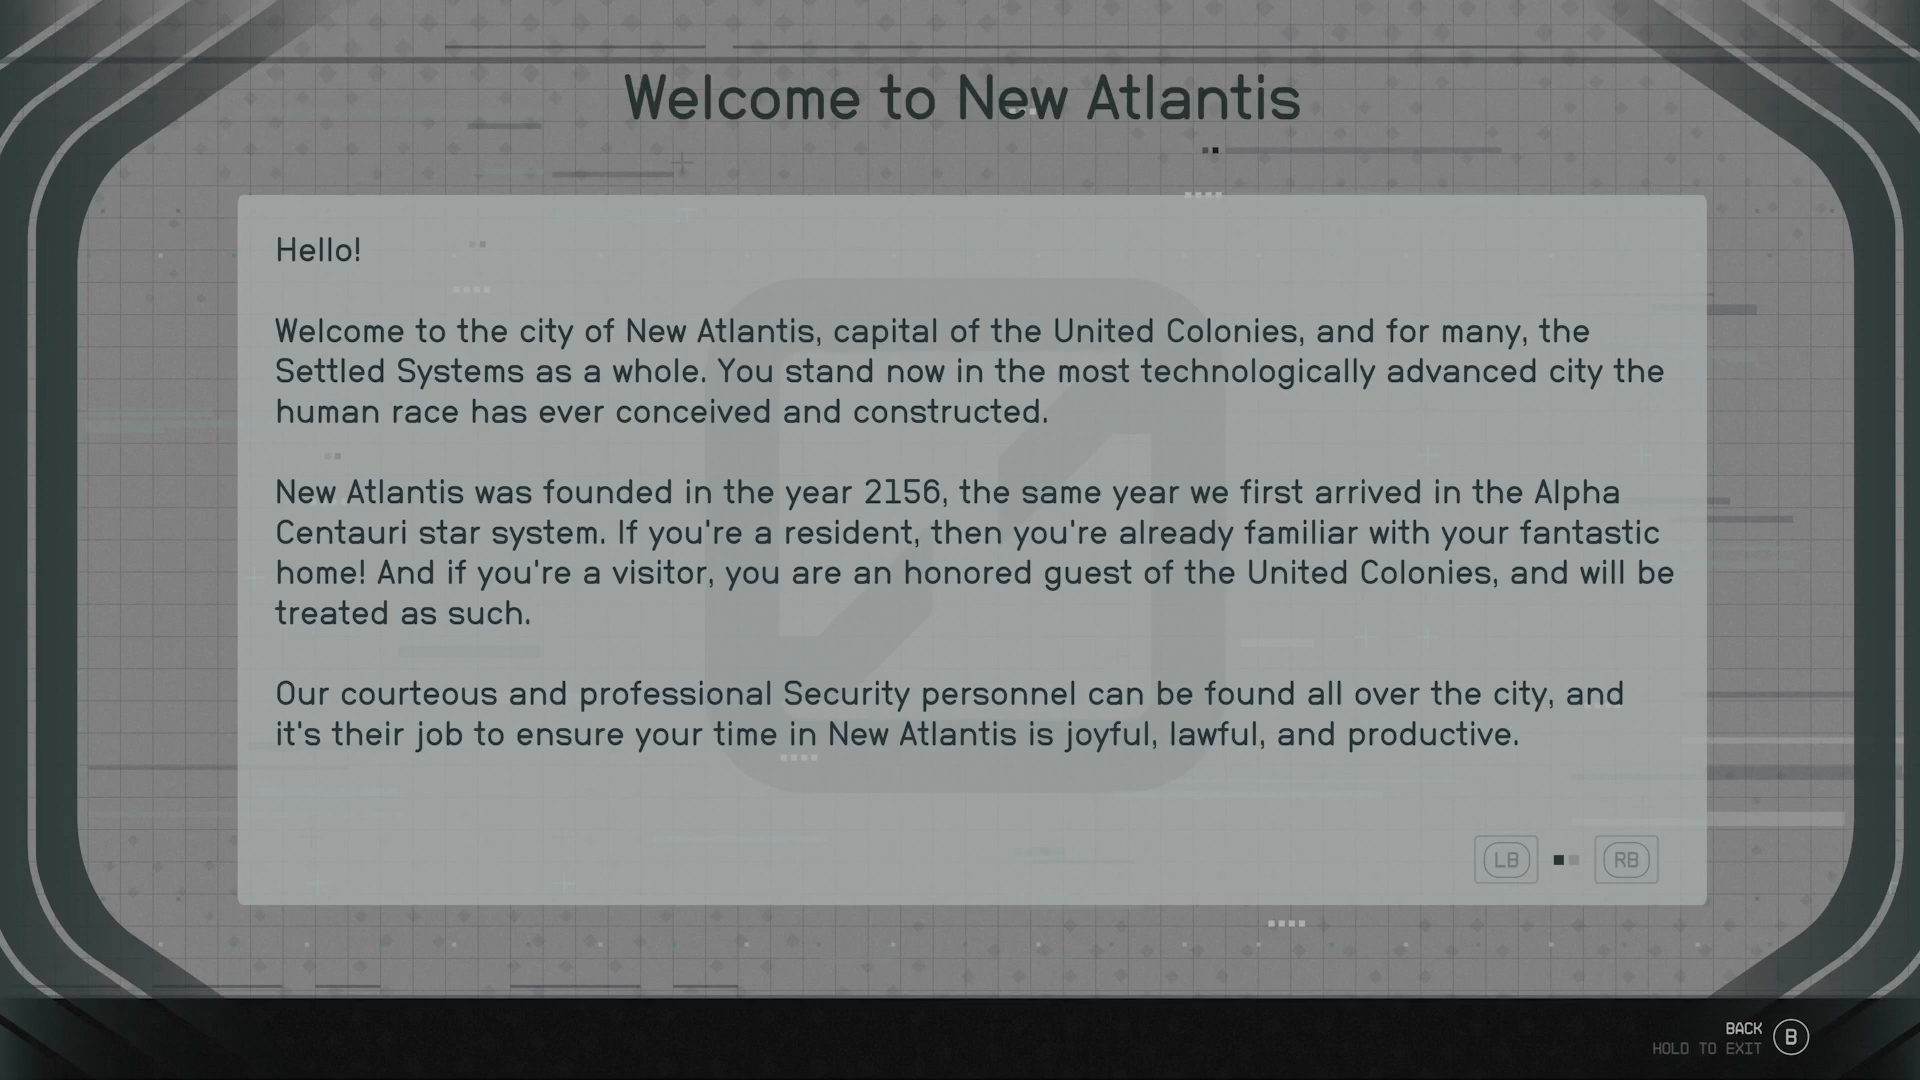 Welcome to New Atlantis
Hello!
Welcome to the city of New Atlantis, capital of the United Colonies, and for many, the
Settled Systems as a whole. You stand now in the most technologically advanced city the
human race has ever conceived and constructed.
New Atlantis was founded in the year 2156, the same year we first arrived in the Alpha
Centauri star system. If you're a resident, then you're already familiar with your fantastic
home! And if you're a visitor, you are an honored guest of the United Colonies, and will be
treated as such.
Our courteous and professional Security personnel can be found all over the city, and
it's their job to ensure your time in New Atlantis is joyful, lawful, and productive.
LB RB
BACK B
HOLD TO EXIT